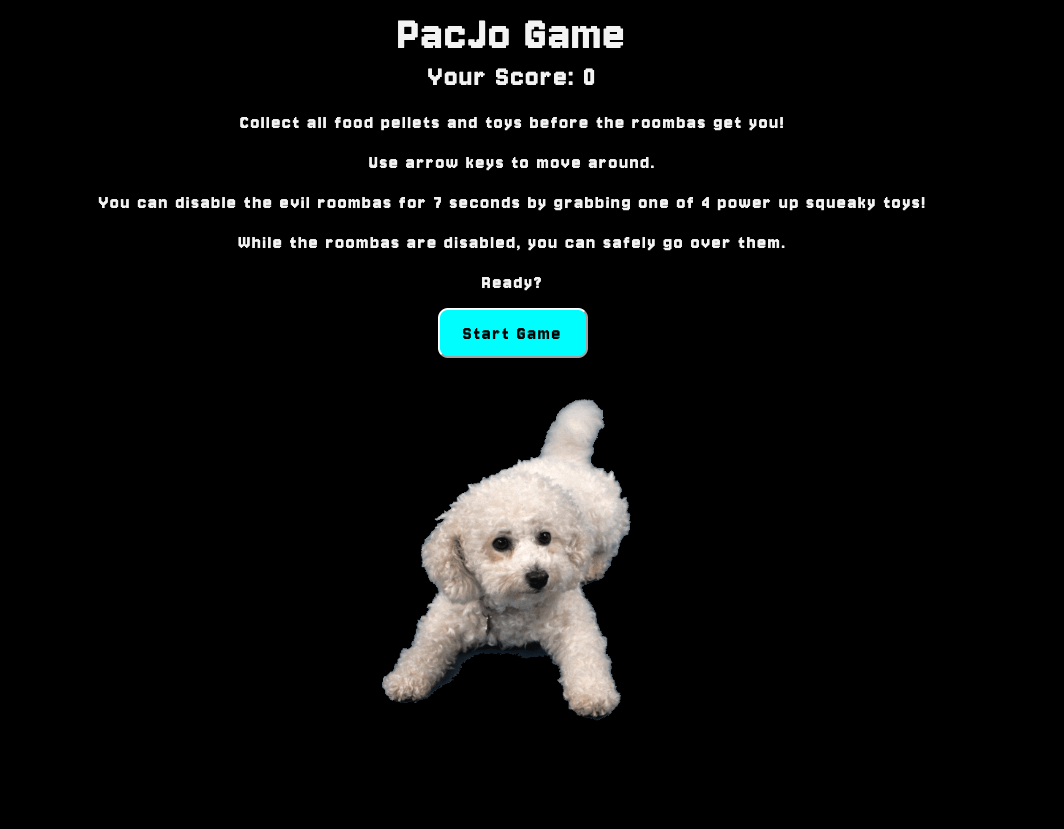 PacJo Game
Your Score: 0
Collect all food pellets and toys before the roombas get you!
Use arrow keys to move around.
You can disable the evil roombas for 7 seconds by grabbing one of 4 power up squeaky toys!
While the roombas are disabled, you can safely go over them.
Ready?
Start Game